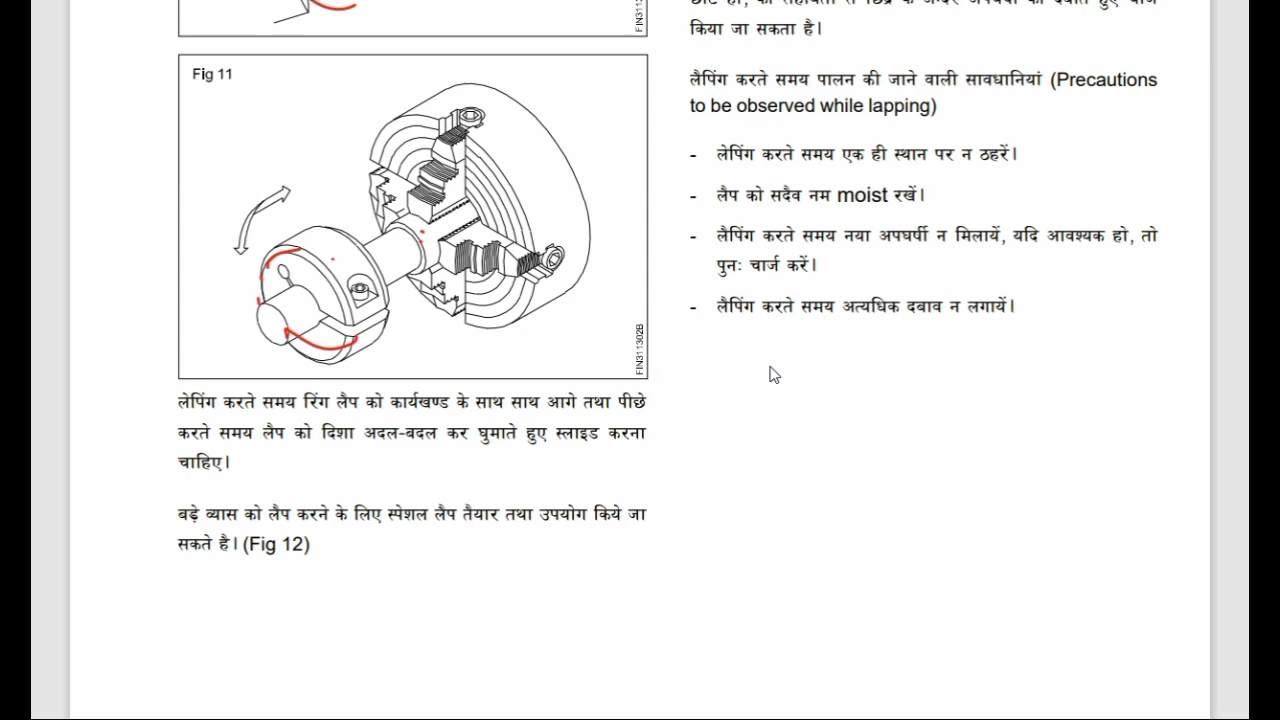 FIN3113
Fig 11
FIN311302B
लेपिंग करते समय रिंग लैप को कार्यखण्ड के साथ साथ आगे तथा पीछे
करते समय लैप को दिशा अदल-बदल कर घुमाते हुए स्लाइड करना
चाहिए।
बड़े व्यास को लैप करने के लिए स्पेशल लैप तैयार तथा उपयोग किये जा
सकते है। (Fig 12)
किया जा सकता है।
लैपिंग करते समय पालन की जाने वाली सावधानियां (Precautions
to be observed while lapping)
- लेपिंग करते समय एक ही स्थान पर न ठहरें।
- लैप को सदैव नम moist रखें।
- लैपिंग करते समय नया अपघर्षी न मिलायें, यदि आवश्यक हो, तो
पुनः चार्ज करें।
- लैपिंग करते समय अत्यधिक दबाव न लगायें।